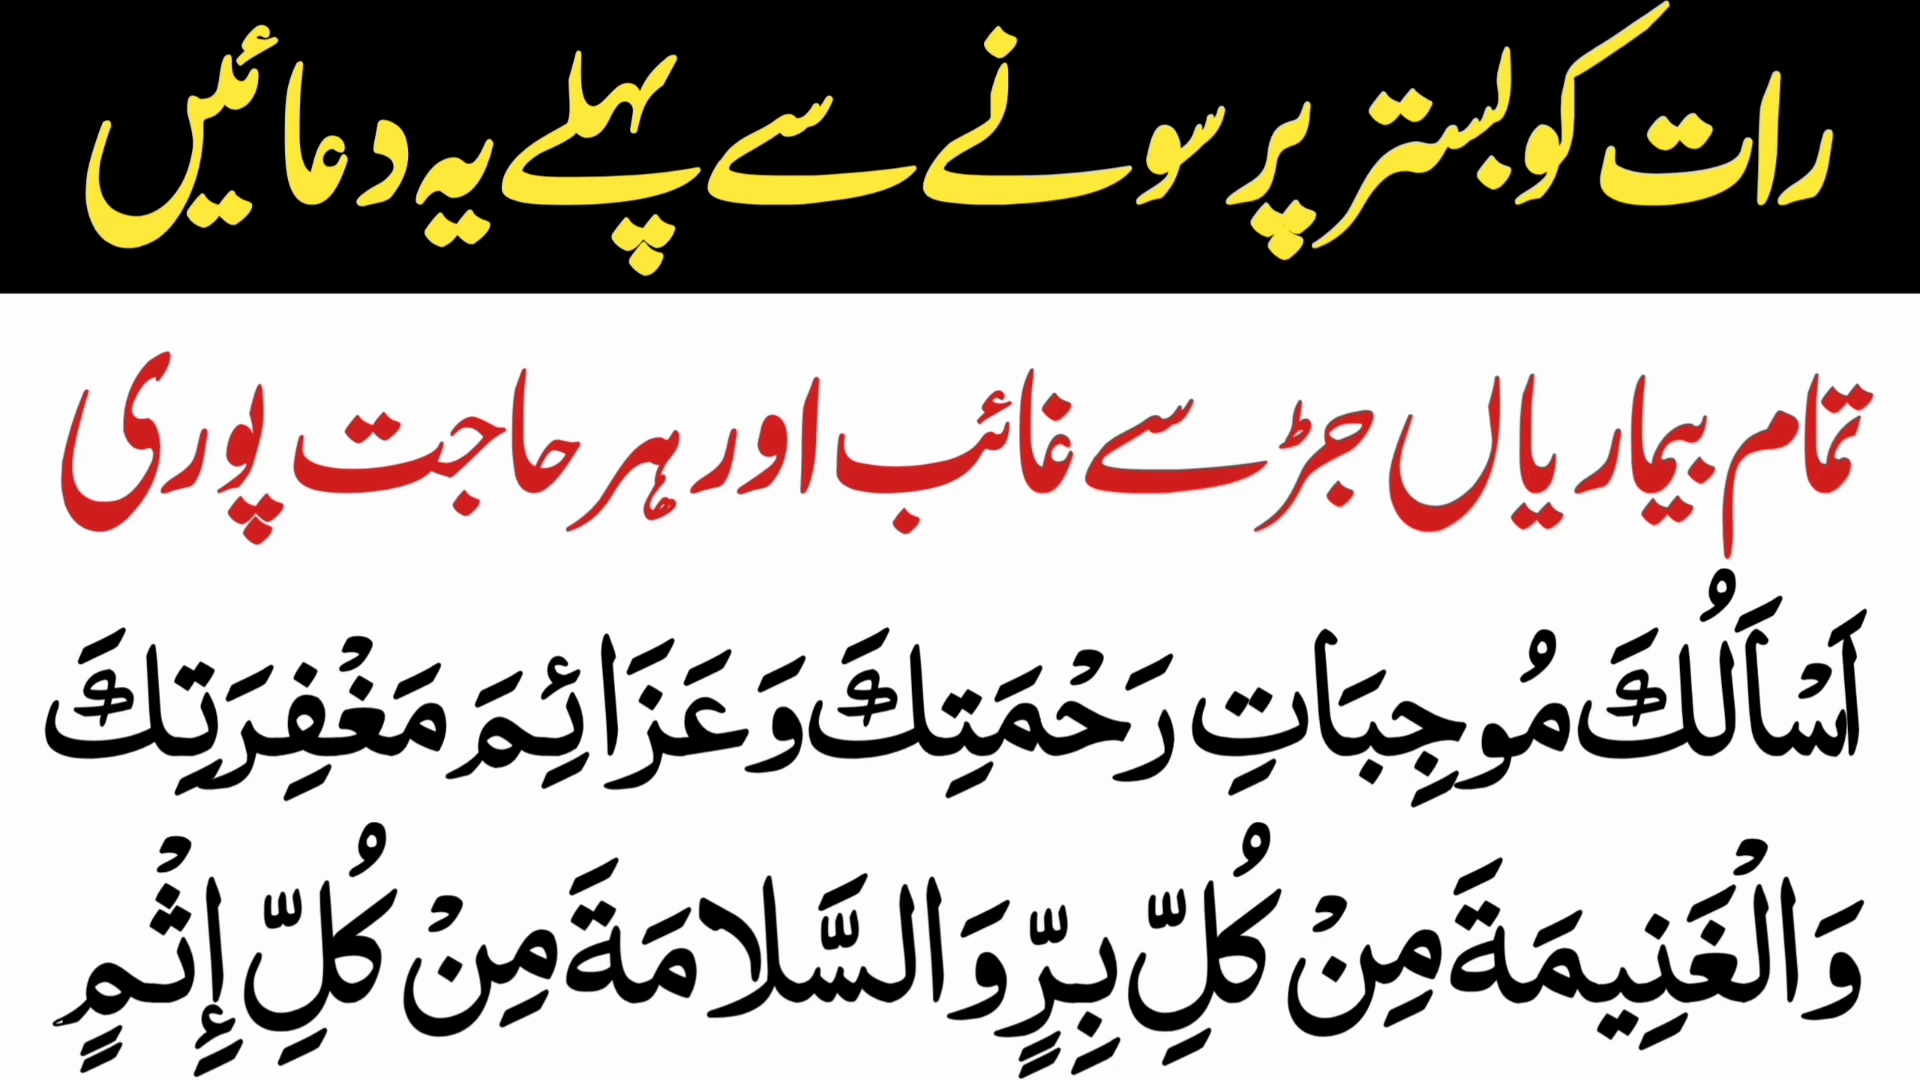 رات کو بستر پر سونے سے پہلے یہ دعائیں
تمام بیماریاں جڑ سے غائب اور ہر حاجت پوری
اَسْاَلُكَ مُوجِبَاتِ رَحْمَتِكَ وَعَزَائِمَ مَغْفِرَتِكَ
وَالْغَنِيمَةَ مِنْ كُلِّ بِرٍّ وَالسَّلامَةَ مِنْ كُلِّ إِثْمٍ